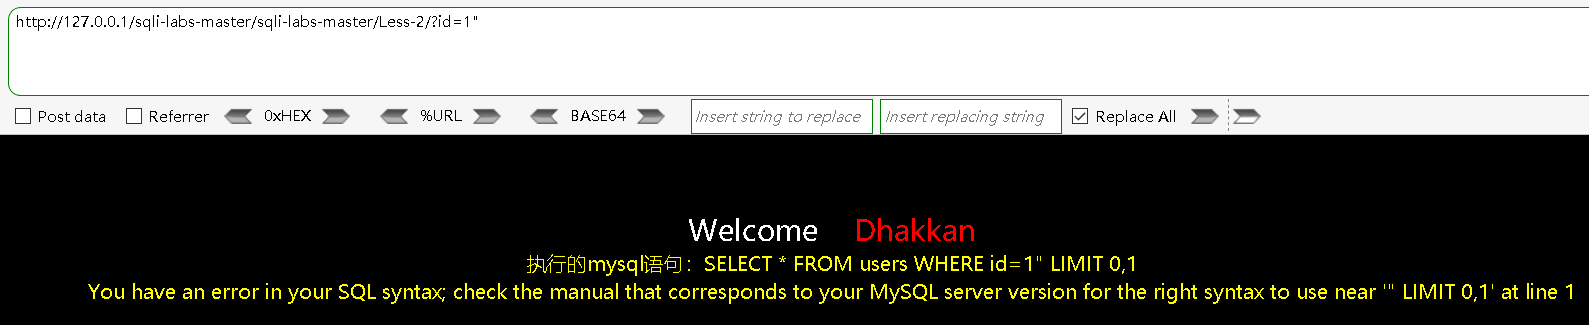 http://127.0.0.1/sqli-labs-master/sqli-labs-master/Less-2/?id=1"
Post data Referrer 0xHEX %URL BASE64 Insert string to replace Insert replacing string Replace All
Welcome Dhakkan
执行的mysql语句：SELECT * FROM users WHERE id=1" LIMIT 0,1
You have an error in your SQL syntax; check the manual that corresponds to your MySQL server version for the right syntax to use near '" LIMIT 0,1' at line 1